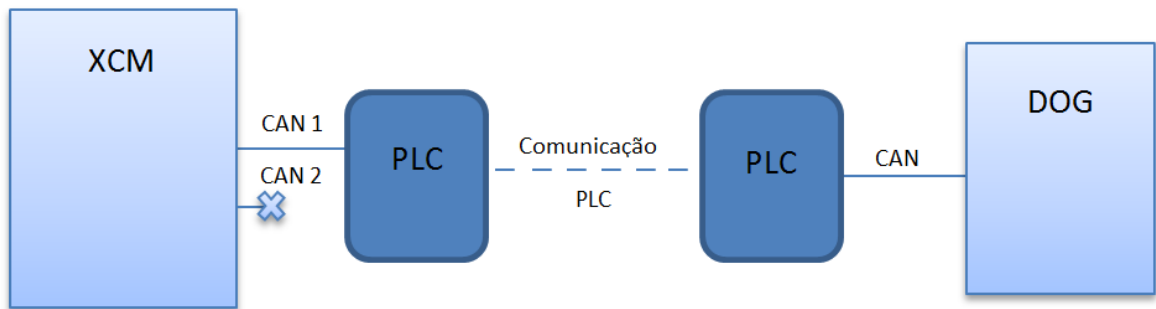 XCM
CAN 1
CAN 2
PLC
Comunicação
PLC
PLC
CAN
DOG